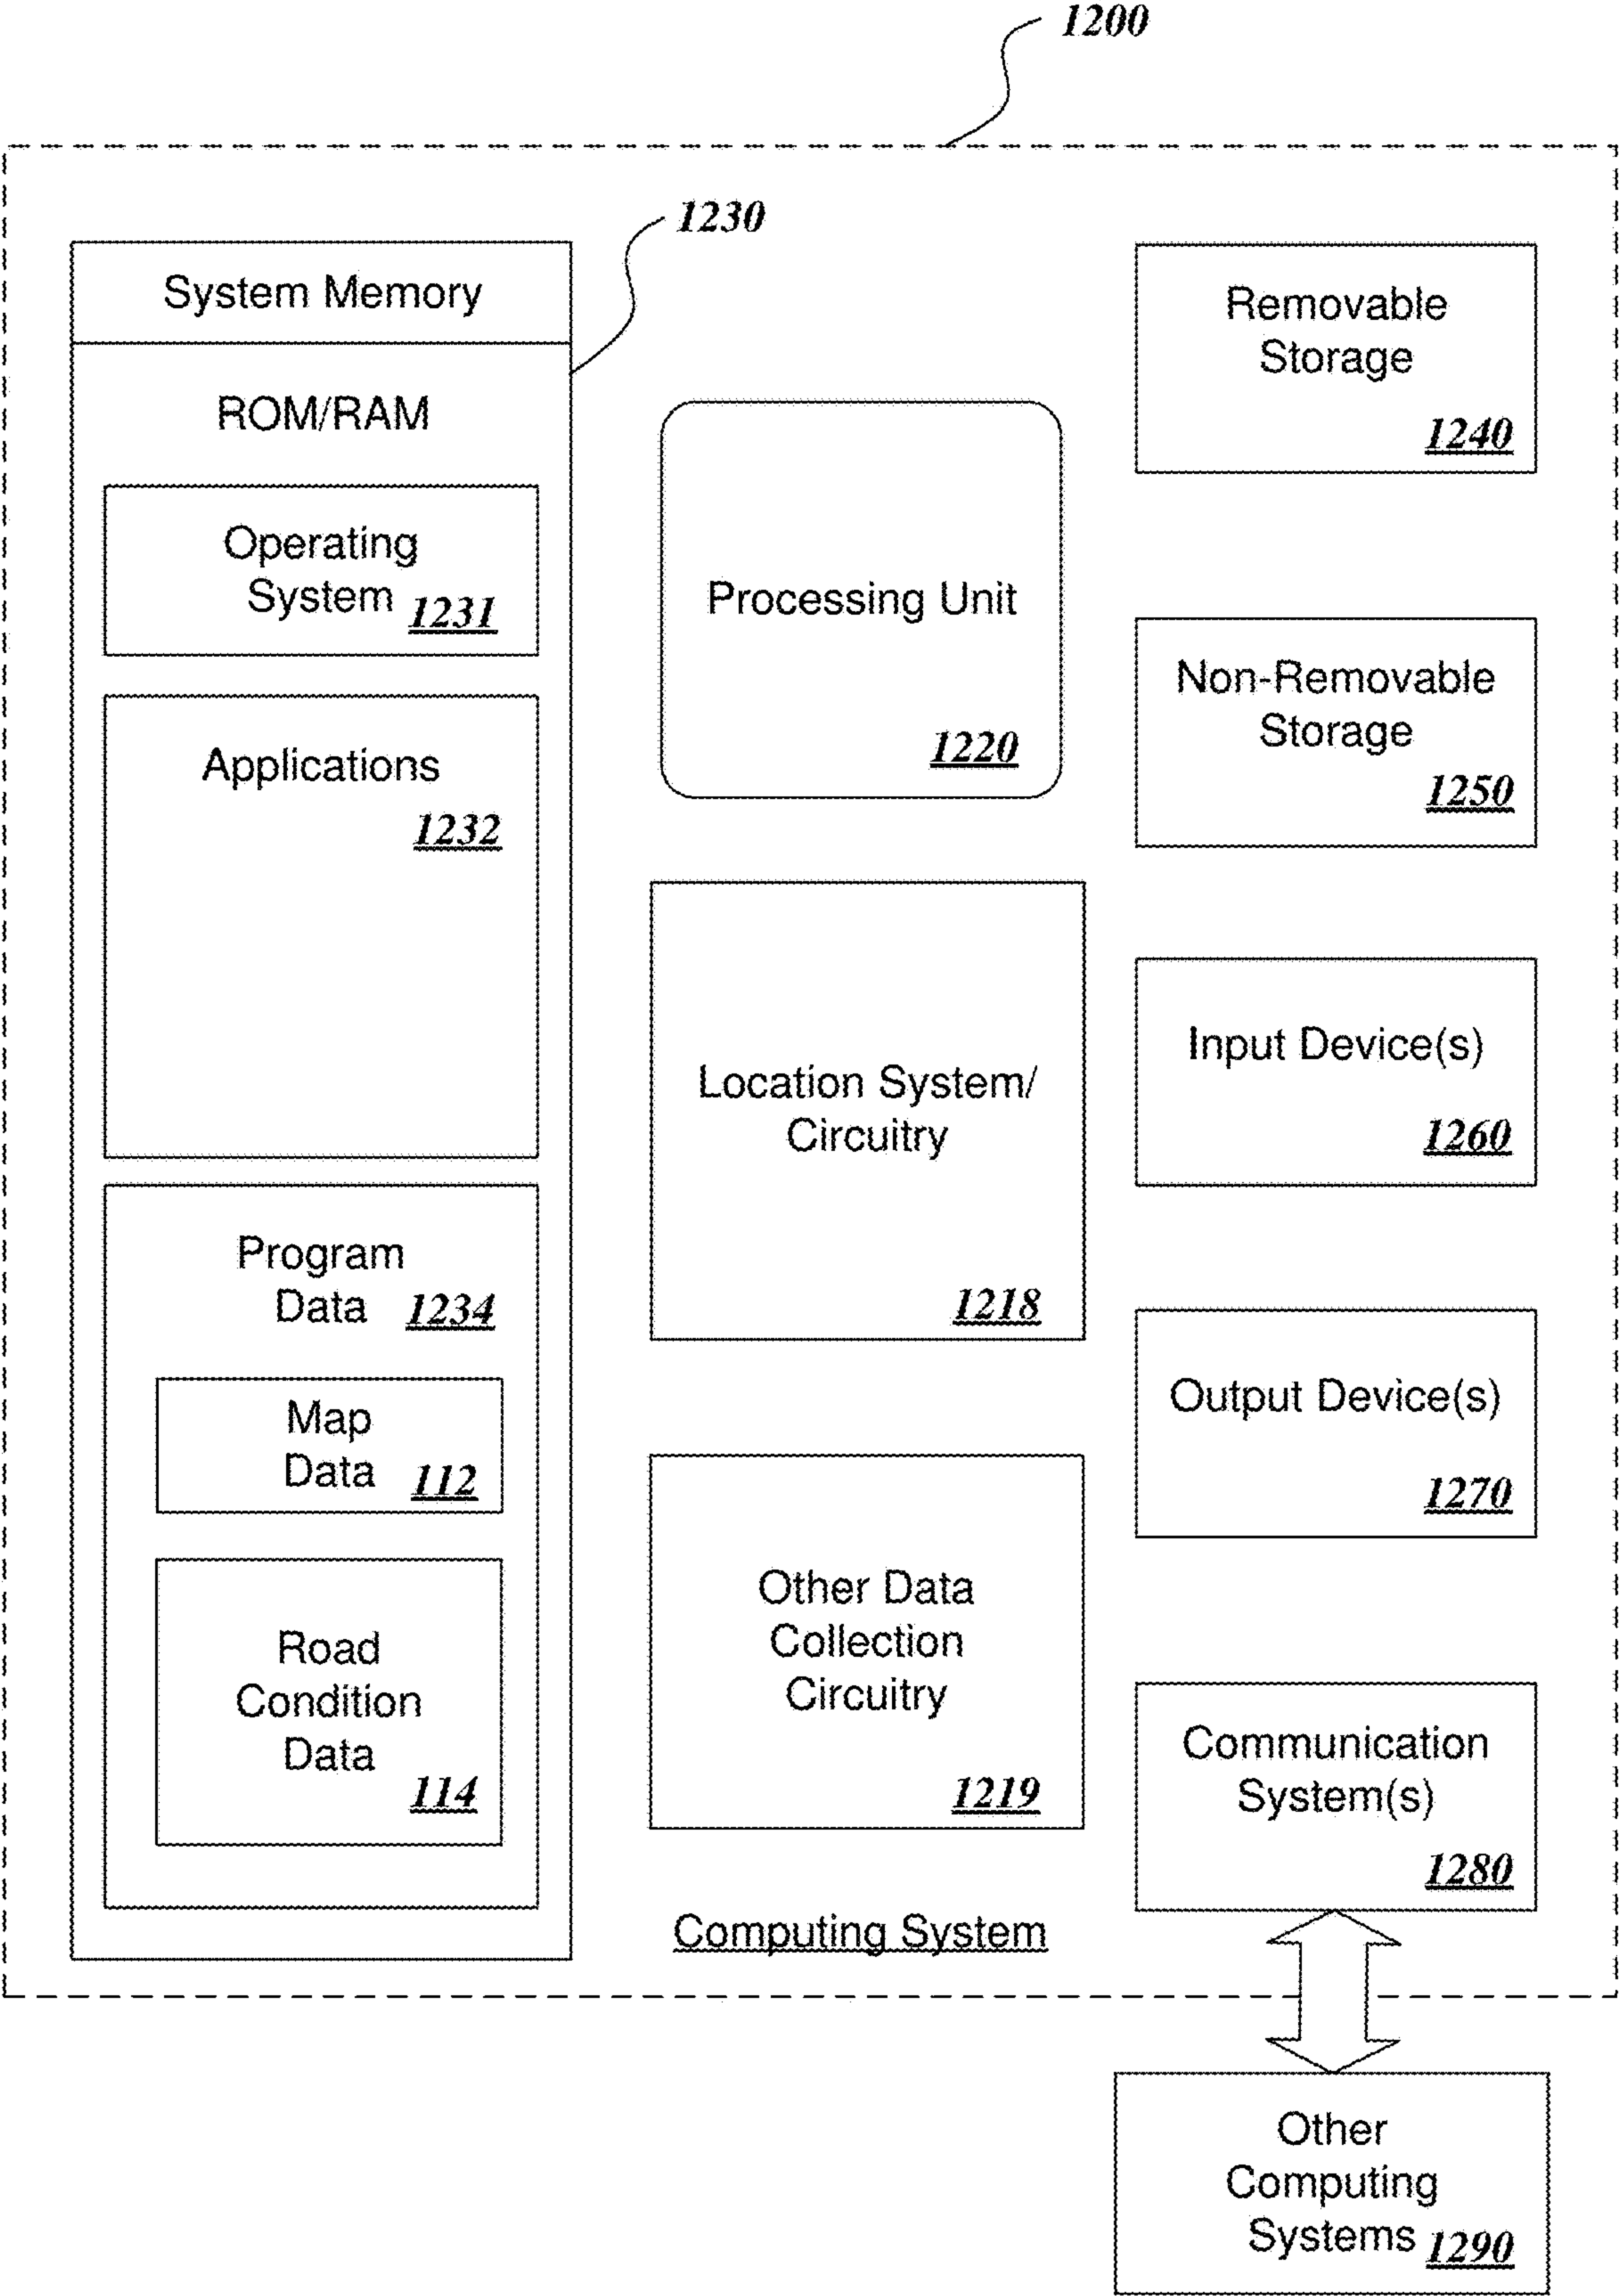 1200
1230
System Memory
ROM/RAM
Operating
System 1231
Applications
1232
Program
Data 1234
Map
Data 112
Road
Condition
Data
114
Processing Unit
1220
Location System/
Circuitry
1218
Other Data
Collection
Circuitry
1219
Computing System
Removable
Storage
1240
Non-Removable
Storage
1250
Input Device(s)
1260
Output Device(s)
1270
Communication
System(s)
1280
Other
Computing
Systems 1290